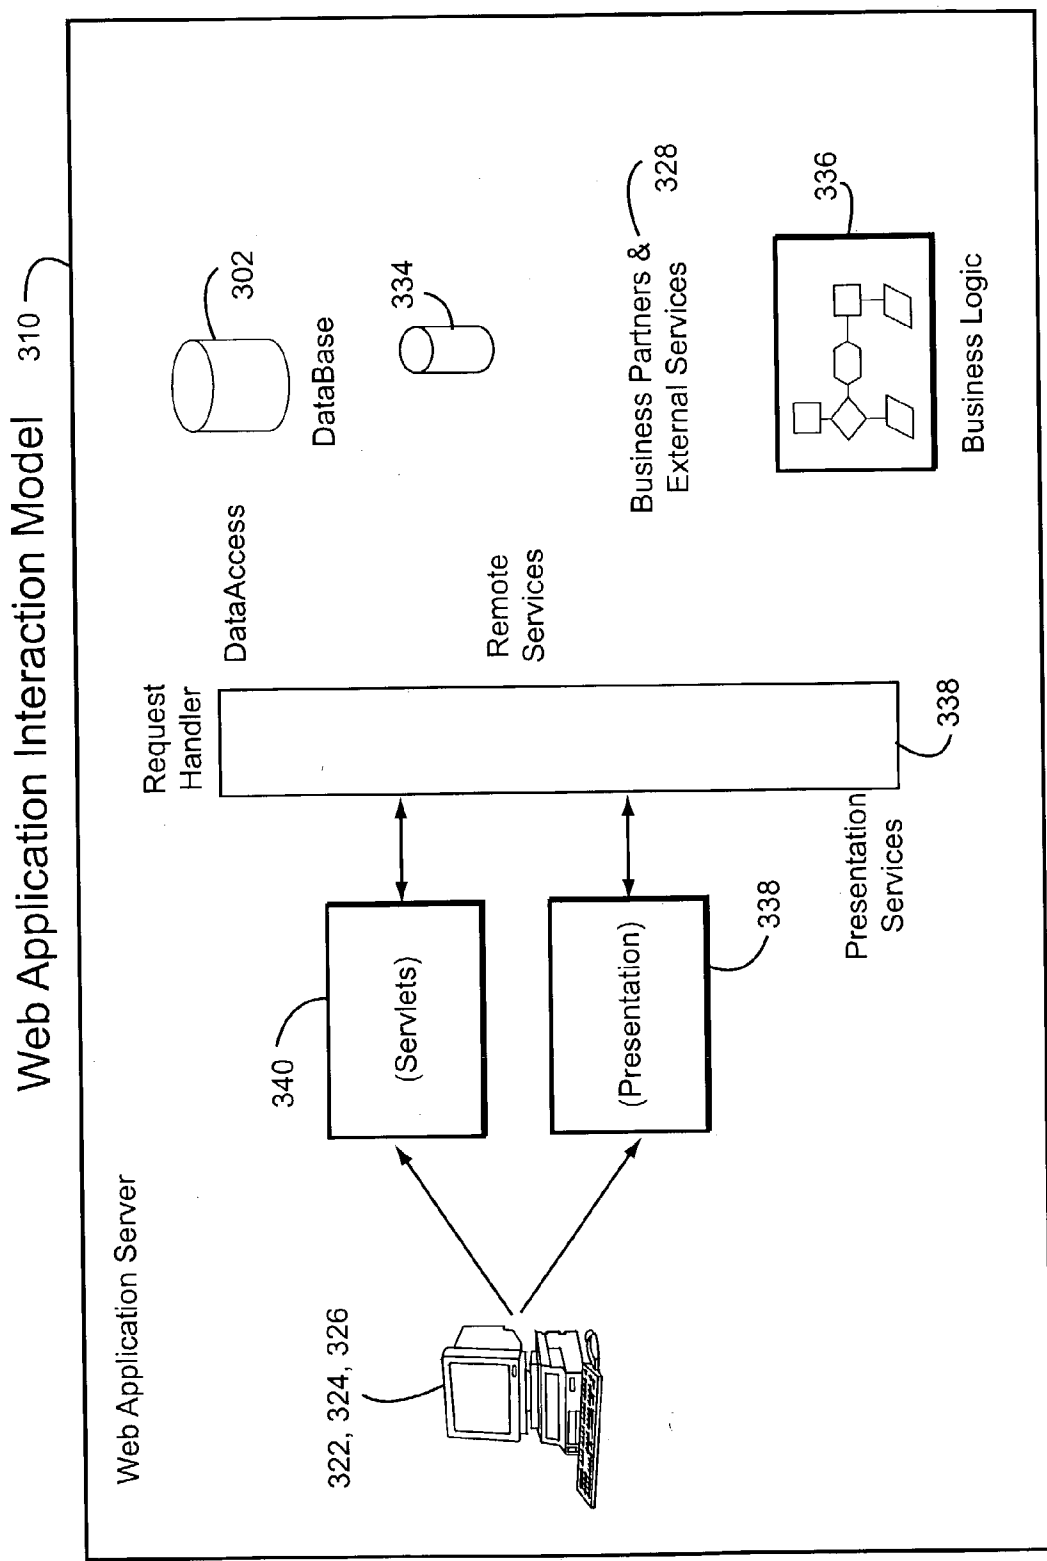 Web Application Interaction Model
310
Web Application Server
322, 324, 326
340
(Servlets)
(Presentation)
338
Request
Handler
338
Presentation
Services
DataAccess
302
DataBase
334
Remote
Services
Business Partners &
External Services
328
336
Business Logic